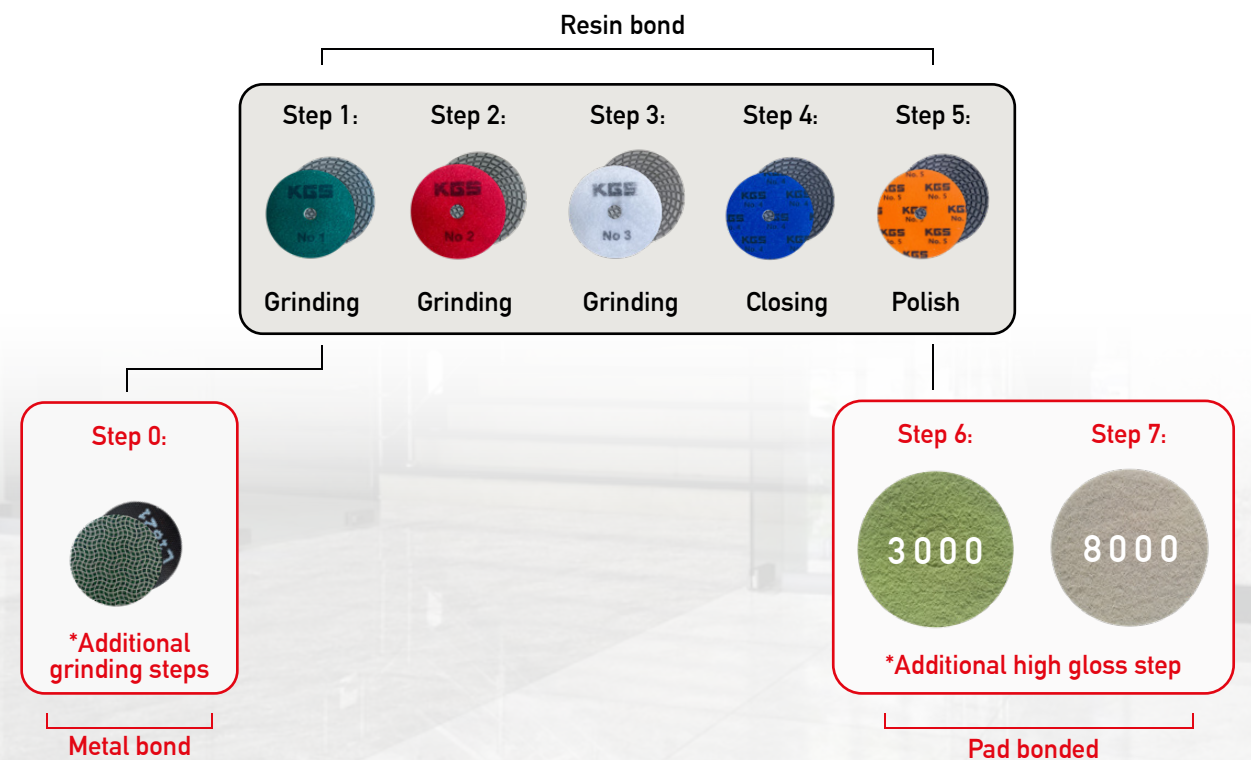 Resin bond
Step 1:
Step 2:
Step 3:
Step 4:
Step 5:
KGS
No 1
KGS
No 2
KGS
No 3
KGS
No. 4
KGS
No. 5
Grinding
Grinding
Grinding
Closing
Polish
Step 0:
*Additional
grinding steps
Metal bond
Step 6:
Step 7:
3000
8000
*Additional high gloss step
Pad bonded